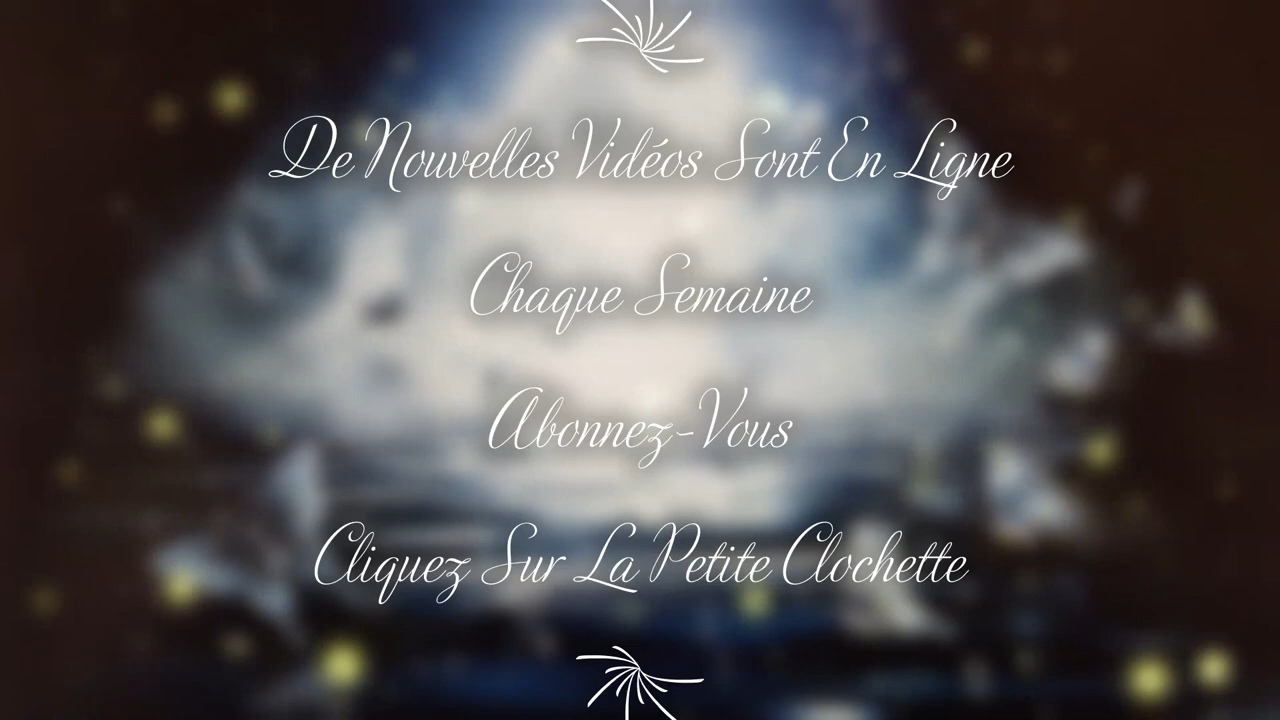 De Nouvelles Vidéos Sont En Ligne
Chaque Semaine
Abonnez-Vous
Cliquez Sur La Petite Clochette